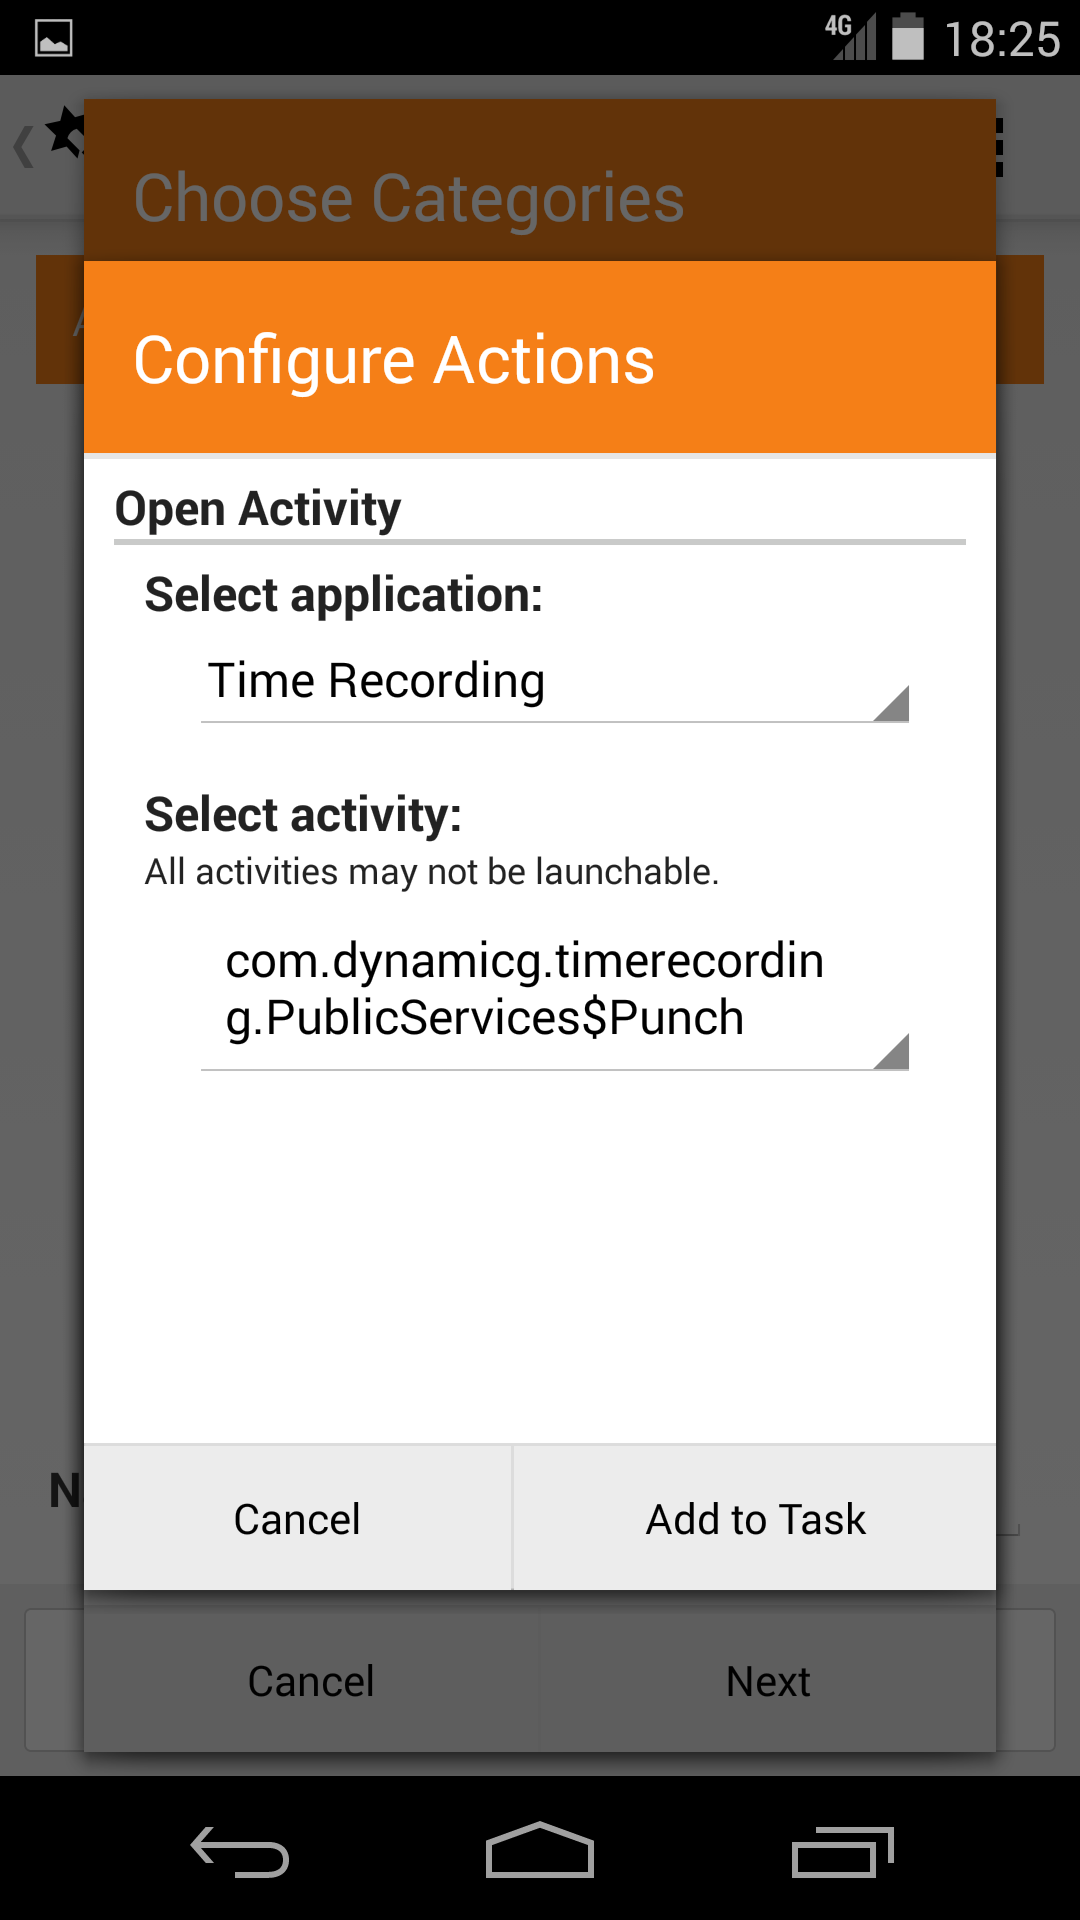 4G 18:25
Choose Categories
Configure Actions
Open Activity
Select application:
Time Recording
Select activity:
All activities may not be launchable.
com.dynamicg.timerecordin
g.PublicServices$Punch
N
Cancel Add to Task
Cancel Next